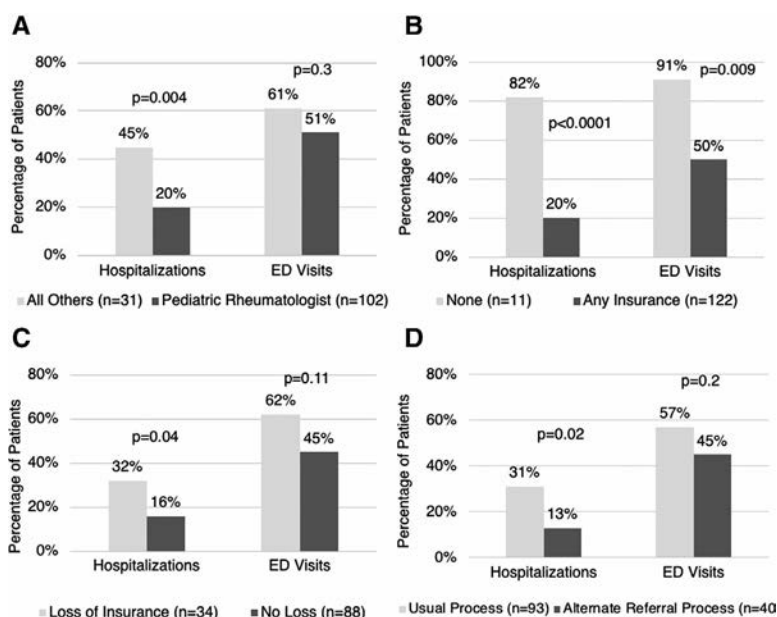 A
80%
60%
40%
20%
0%
Percentage of Patients
p=0.004
45%
20%
p=0.3
61%
51%
Hospitalizations
ED Visits
All Others (n=31) Pediatric Rheumatologist (n=102)
B
100%
80%
60%
40%
20%
0%
Percentage of Patients
82%
p<0.0001
20%
91%
p=0.009
50%
Hospitalizations
ED Visits
None (n=11) Any Insurance (n=122)
C
80%
60%
40%
20%
0%
Percentage of Patients
p=0.04
32%
16%
p=0.11
62%
45%
Hospitalizations
ED Visits
Loss of Insurance (n=34) No Loss (n=88)
D
80%
60%
40%
20%
0%
Percentage of Patients
p=0.02
31%
13%
p=0.2
57%
45%
Hospitalizations
ED Visits
Usual Process (n=93) Alternate Referral Process (n=40